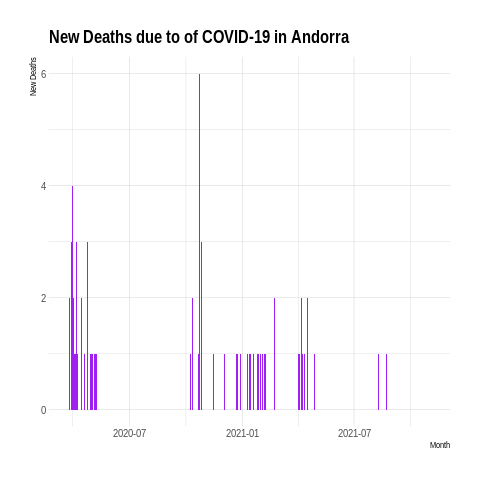 New Deaths due to of COVID-19 in Andorra
New Deaths
6
4
2
0
2020-07
2021-01
2021-07
Month